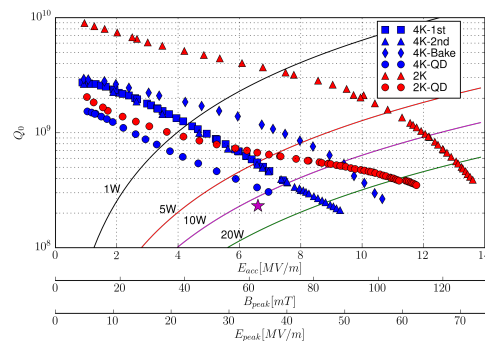 10^10
10^9
10^8
Q_0
4K-1st
4K-2nd
4K-Bake
4K-QD
2K
2K-QD
1W
5W
10W
20W
0 2 4 6 8 10 12 14
E_acc [MV/m]
0 20 40 60 80 100 120
B_peak [mT]
0 10 20 30 40 50 60 70
E_peak [MV/m]